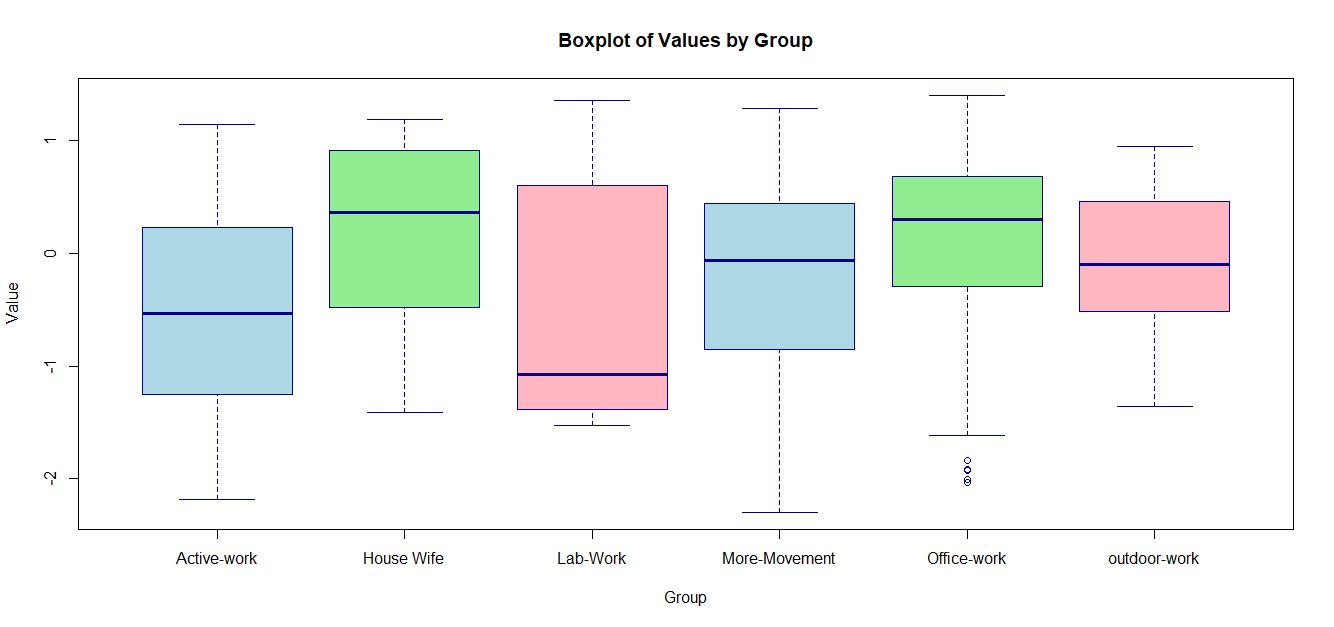 Boxplot of Values by Group
Value
1
0
-1
-2
Active-work House Wife Lab-Work More-Movement Office-work outdoor-work
Group